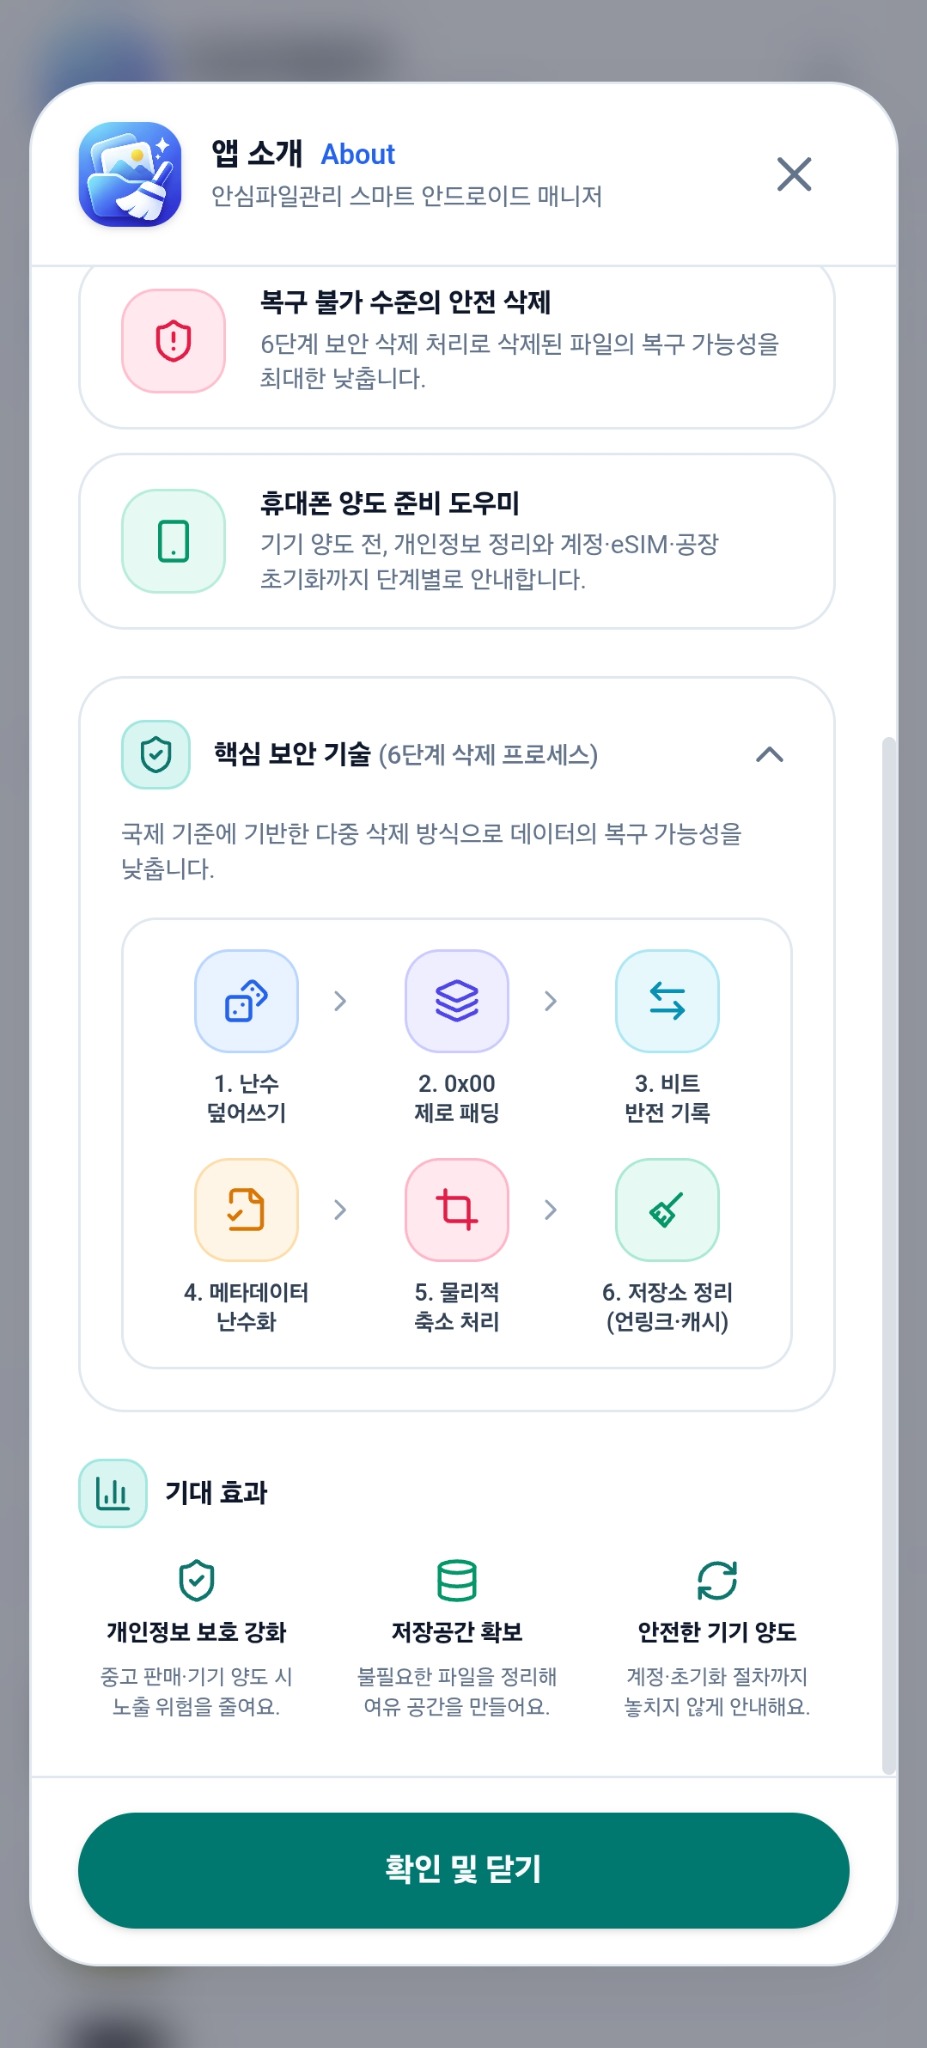 앱 소개 About
안심파일관리 스마트 안드로이드 매니저
복구 불가 수준의 안전 삭제
6단계 보안 삭제 처리로 삭제된 파일의 복구 가능성을
최대한 낮춥니다.
휴대폰 양도 준비 도우미
기기 양도 전, 개인정보 정리와 계정·eSIM·공장
초기화까지 단계별로 안내합니다.
핵심 보안 기술 (6단계 삭제 프로세스)
국제 기준에 기반한 다중 삭제 방식으로 데이터의 복구 가능성을
낮춥니다.
1. 난수
덮어쓰기
2. 0x00
제로 패딩
3. 비트
반전 기록
4. 메타데이터
난수화
5. 물리적
축소 처리
6. 저장소 정리
(언링크·캐시)
기대 효과
개인정보 보호 강화
중고 판매·기기 양도 시
노출 위험을 줄여요.
저장공간 확보
불필요한 파일을 정리해
여유 공간을 만들어요.
안전한 기기 양도
계정·초기화 절차까지
놓치지 않게 안내해요.
확인 및 닫기